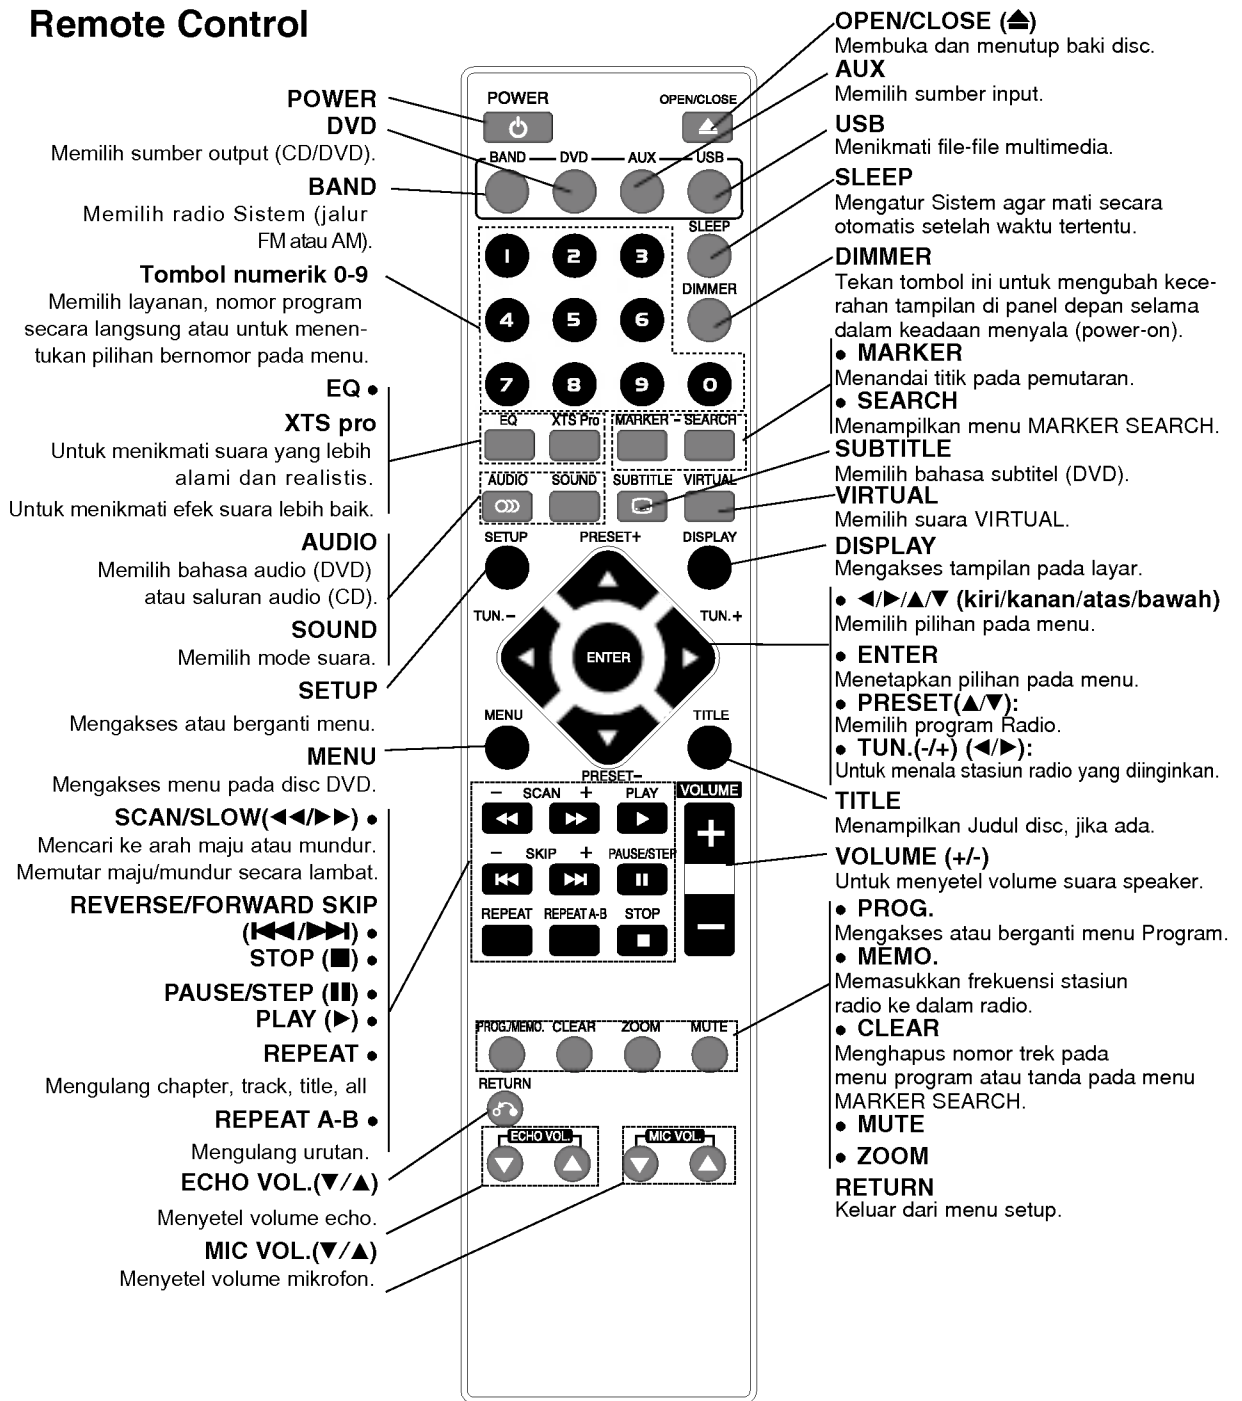 Remote Control
POWER
DVD
Memilih sumber output (CD/DVD).
BAND
Memilih radio Sistem (jalur
FM atau AM).
Tombol numerik 0-9
Memilih layanan, nomor program
secara langsung atau untuk menen-
tukan pilihan bernomor pada menu.
EQ ●
XTS pro
Untuk menikmati suara yang lebih
alami dan realistis.
Untuk menikmati efek suara lebih baik.
AUDIO
Memilih bahasa audio (DVD)
atau saluran audio (CD).
SOUND
Memilih mode suara.
SETUP
Mengakses atau berganti menu.
MENU
Mengakses menu pada disc DVD.
SCAN/SLOW(◀◀/▶▶) ●
Mencari ke arah maju atau mundur.
Memutar maju/mundur secara lambat.
REVERSE/FORWARD SKIP
(I◀◀/▶▶I) ●
STOP (■) ●
PAUSE/STEP (▮▮) ●
PLAY (▶) ●
REPEAT ●
Mengulang chapter, track, title, all
REPEAT A-B ●
Mengulang urutan.
ECHO VOL.(▼/▲)
Menyetel volume echo.
MIC VOL.(▼/▲)
Menyetel volume mikrofon.
POWER OPEN/CLOSE
BAND DVD AUX USB
SLEEP
1 2 3
DIMMER
4 5 6
7 8 9 0
EQ XTS Pro MARKER - SEARCH
AUDIO SOUND SUBTITLE VIRTUAL
SETUP PRESET+ DISPLAY
TUN.− TUN.+
ENTER
MENU TITLE
PRESET−
− SCAN + PLAY VOLUME
+
− SKIP + PAUSE/STEP
REPEAT REPEAT A-B STOP
−
PROG./MEMO. CLEAR ZOOM MUTE
RETURN
ECHO VOL. MIC VOL.
OPEN/CLOSE (⏏)
Membuka dan menutup baki disc.
AUX
Memilih sumber input.
USB
Menikmati file-file multimedia.
SLEEP
Mengatur Sistem agar mati secara
otomatis setelah waktu tertentu.
DIMMER
Tekan tombol ini untuk mengubah kece-
rahan tampilan di panel depan selama
dalam keadaan menyala (power-on).
● MARKER
Menandai titik pada pemutaran.
● SEARCH
Menampilkan menu MARKER SEARCH.
SUBTITLE
Memilih bahasa subtitel (DVD).
VIRTUAL
Memilih suara VIRTUAL.
DISPLAY
Mengakses tampilan pada layar.
● ◀/▶/▲/▼ (kiri/kanan/atas/bawah)
Memilih pilihan pada menu.
● ENTER
Menetapkan pilihan pada menu.
● PRESET(▲/▼):
Memilih program Radio.
● TUN.(-/+) (◀/▶):
Untuk menala stasiun radio yang diinginkan.
TITLE
Menampilkan Judul disc, jika ada.
VOLUME (+/-)
Untuk menyetel volume suara speaker.
● PROG.
Mengakses atau berganti menu Program.
● MEMO.
Memasukkan frekuensi stasiun
radio ke dalam radio.
● CLEAR
Menghapus nomor trek pada
menu program atau tanda pada menu
MARKER SEARCH.
● MUTE
● ZOOM
RETURN
Keluar dari menu setup.